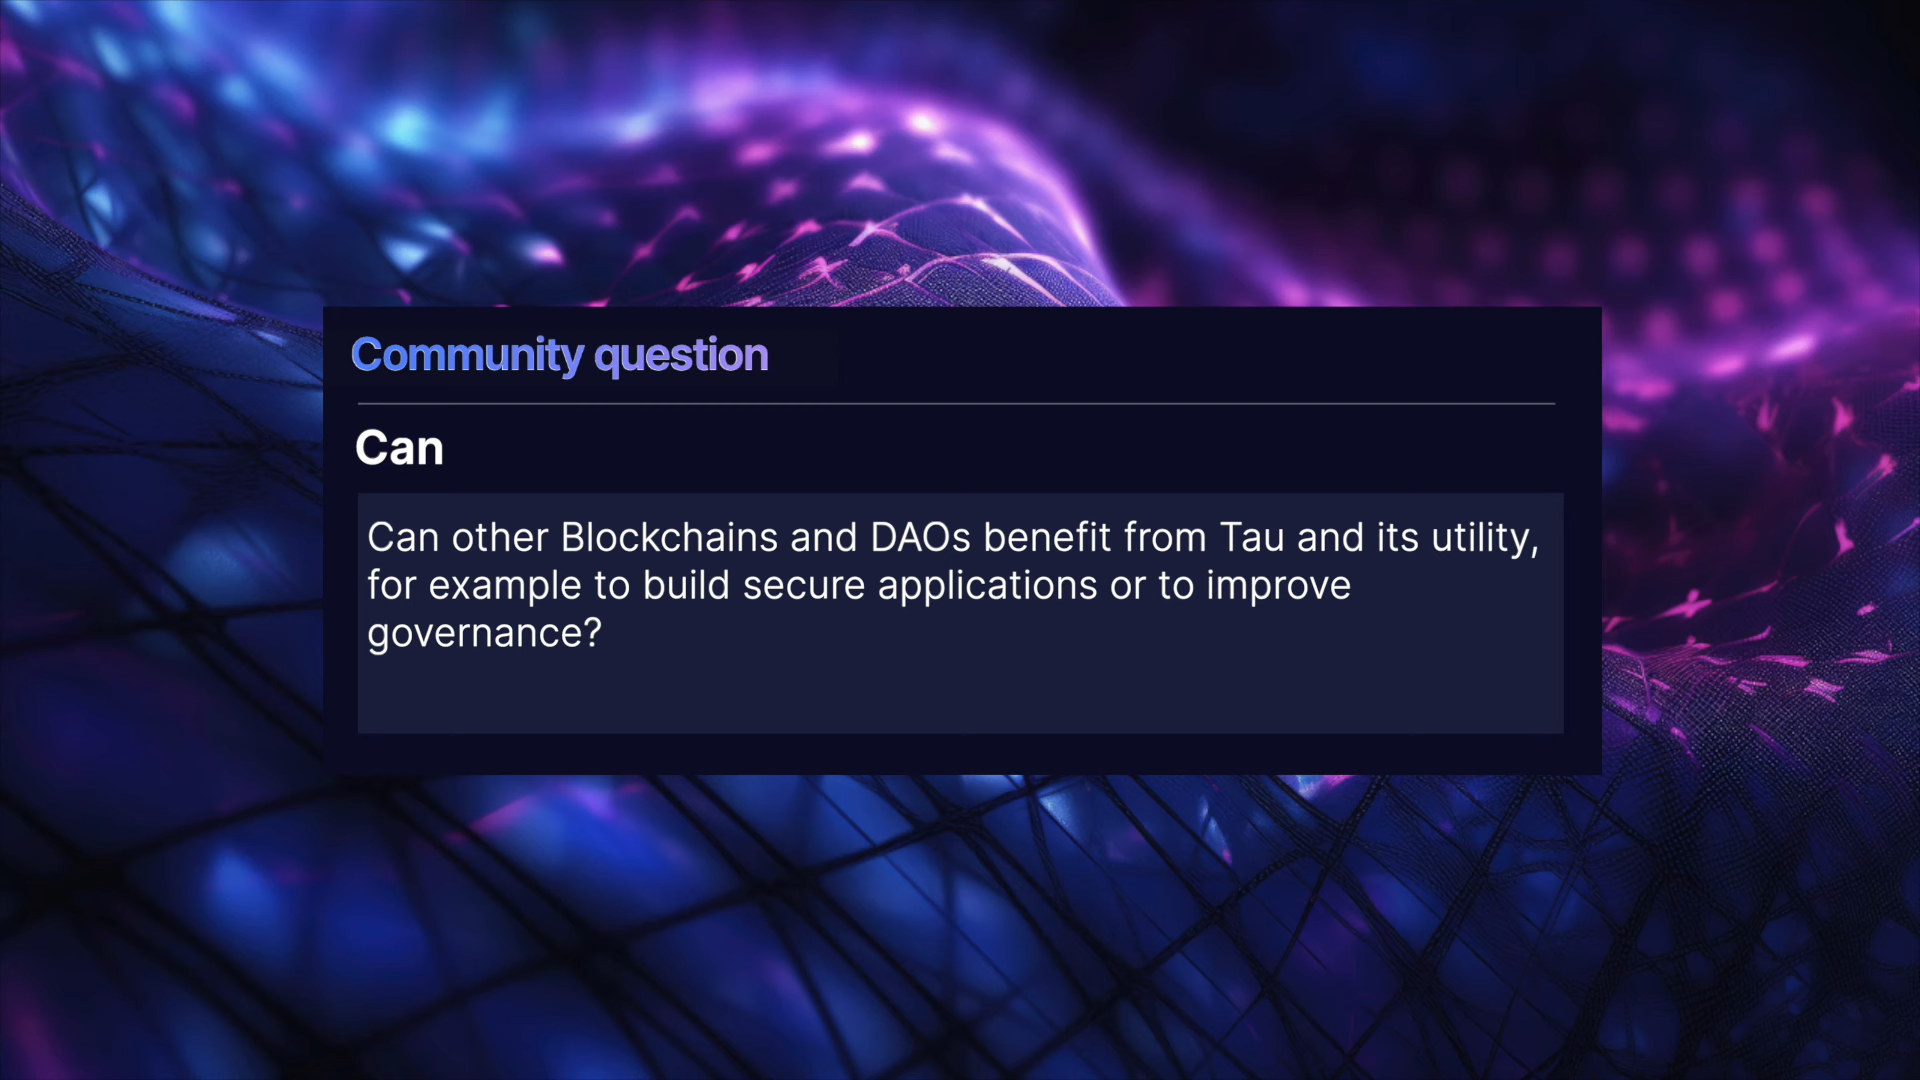 Community question
Can
Can other Blockchains and DAOs benefit from Tau and its utility,
for example to build secure applications or to improve
governance?